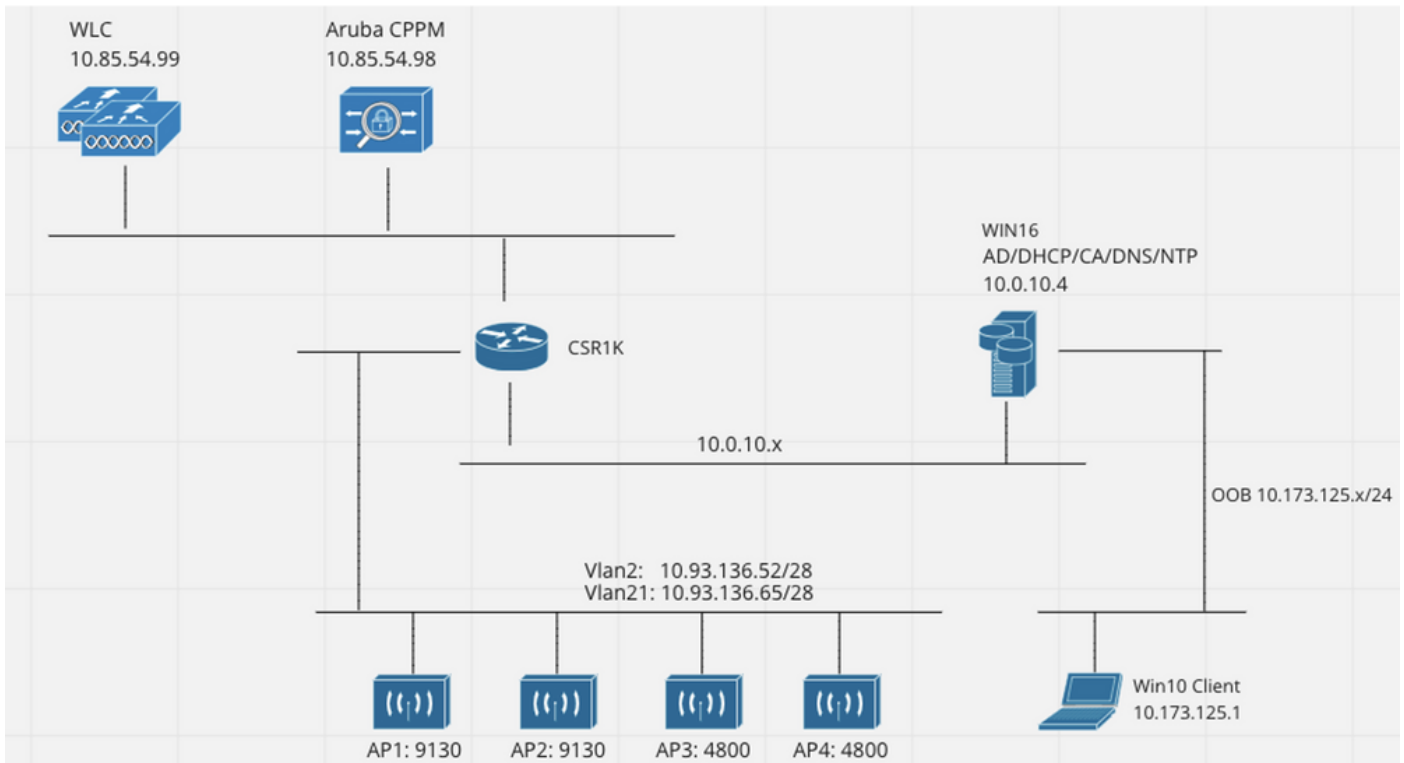 WLC
10.85.54.99
Aruba CPPM
10.85.54.98
WIN16
AD/DHCP/CA/DNS/NTP
10.0.10.4
CSR1K
10.0.10.x
OOB 10.173.125.x/24
Vlan2: 10.93.136.52/28
Vlan21: 10.93.136.65/28
Win10 Client
10.173.125.1
AP1: 9130
AP2: 9130
AP3: 4800
AP4: 4800